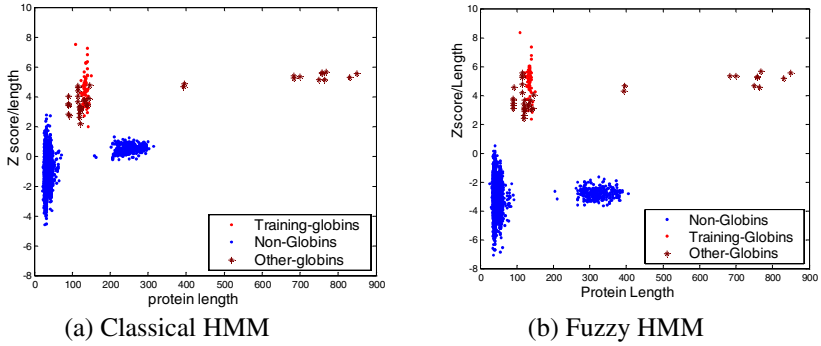 10
8
6
4
2
0
-2
-4
-6
-8
Z score/length
0 100 200 300 400 500 600 700 800 900
protein length
Training-globins
Non-Globins
Other-globins
(a) Classical HMM
10
8
6
4
2
0
-2
-4
-6
-8
Zscore/Length
0 100 200 300 400 500 600 700 800 900
Protein Length
Non-Globins
Training-Globins
Other-Globins
(b) Fuzzy HMM